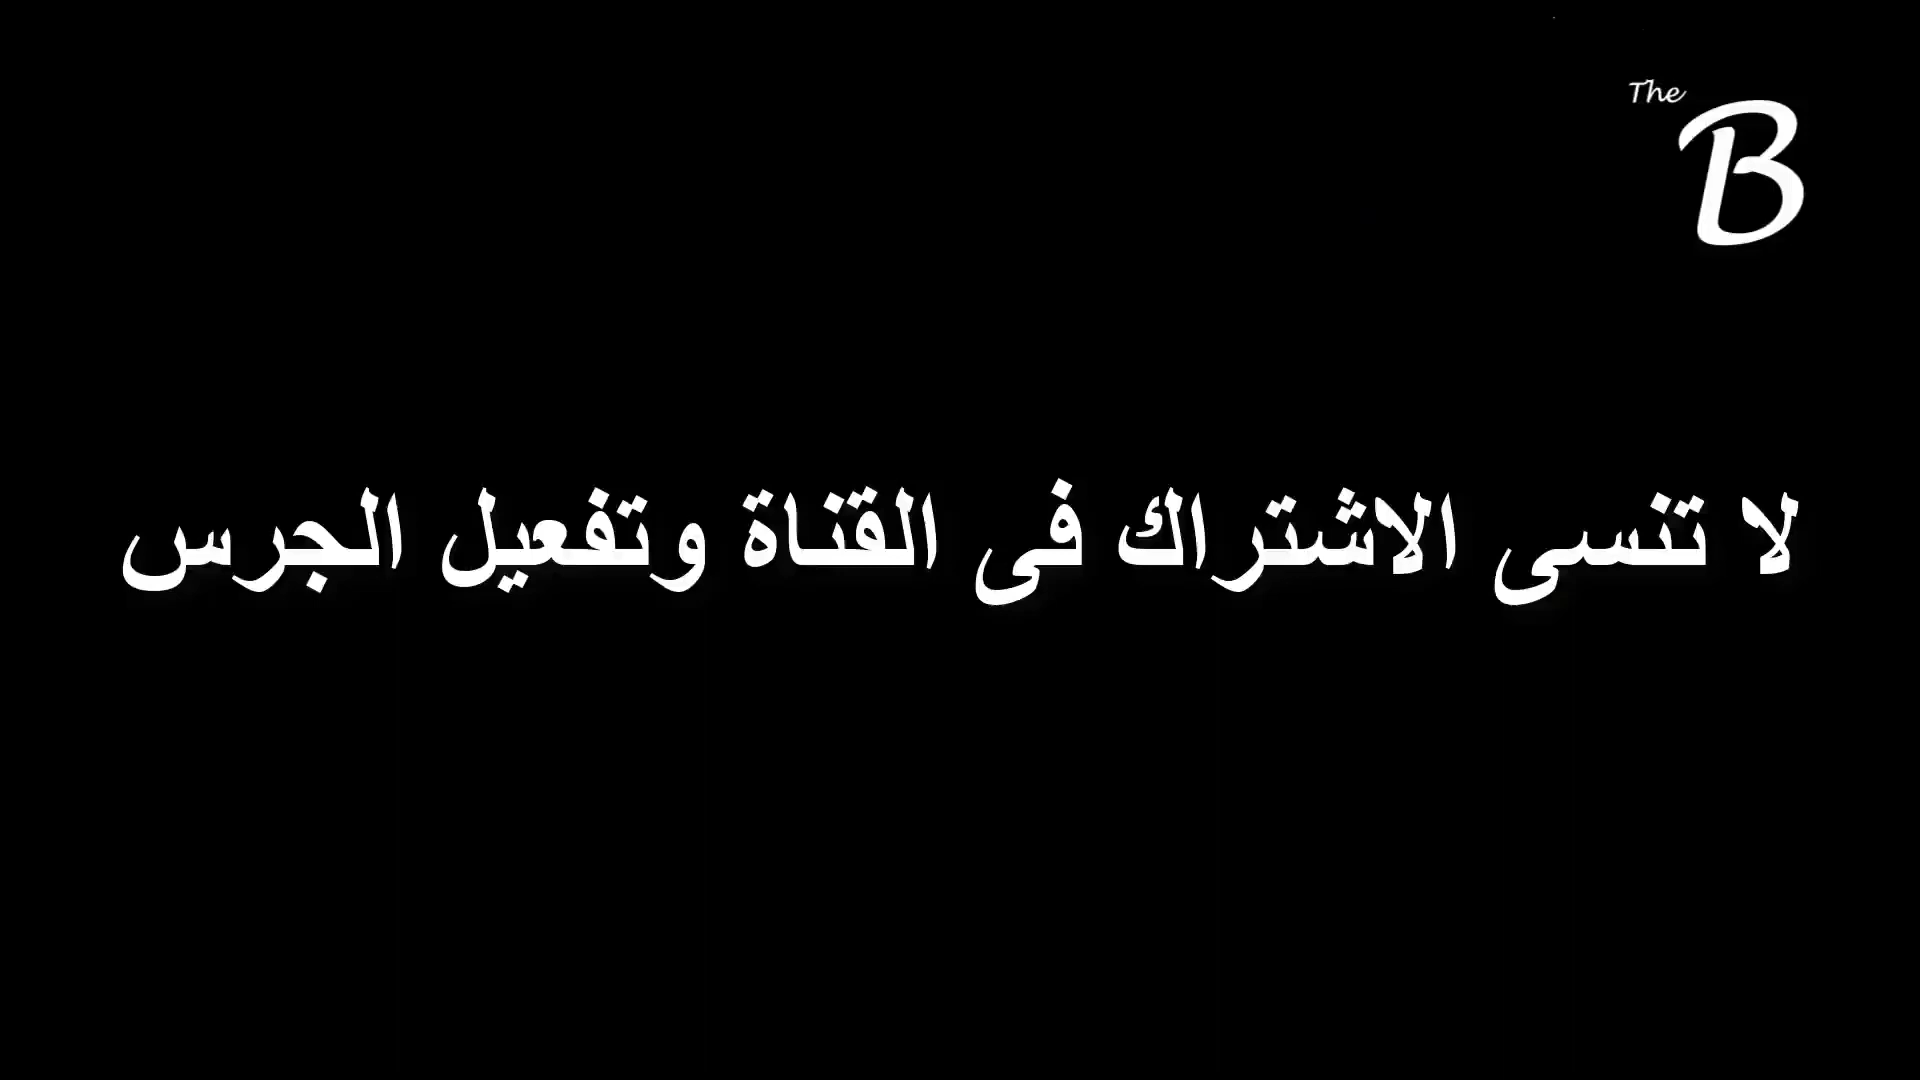 The
B
لا تنسى الاشتراك فى القناة وتفعيل الجرس